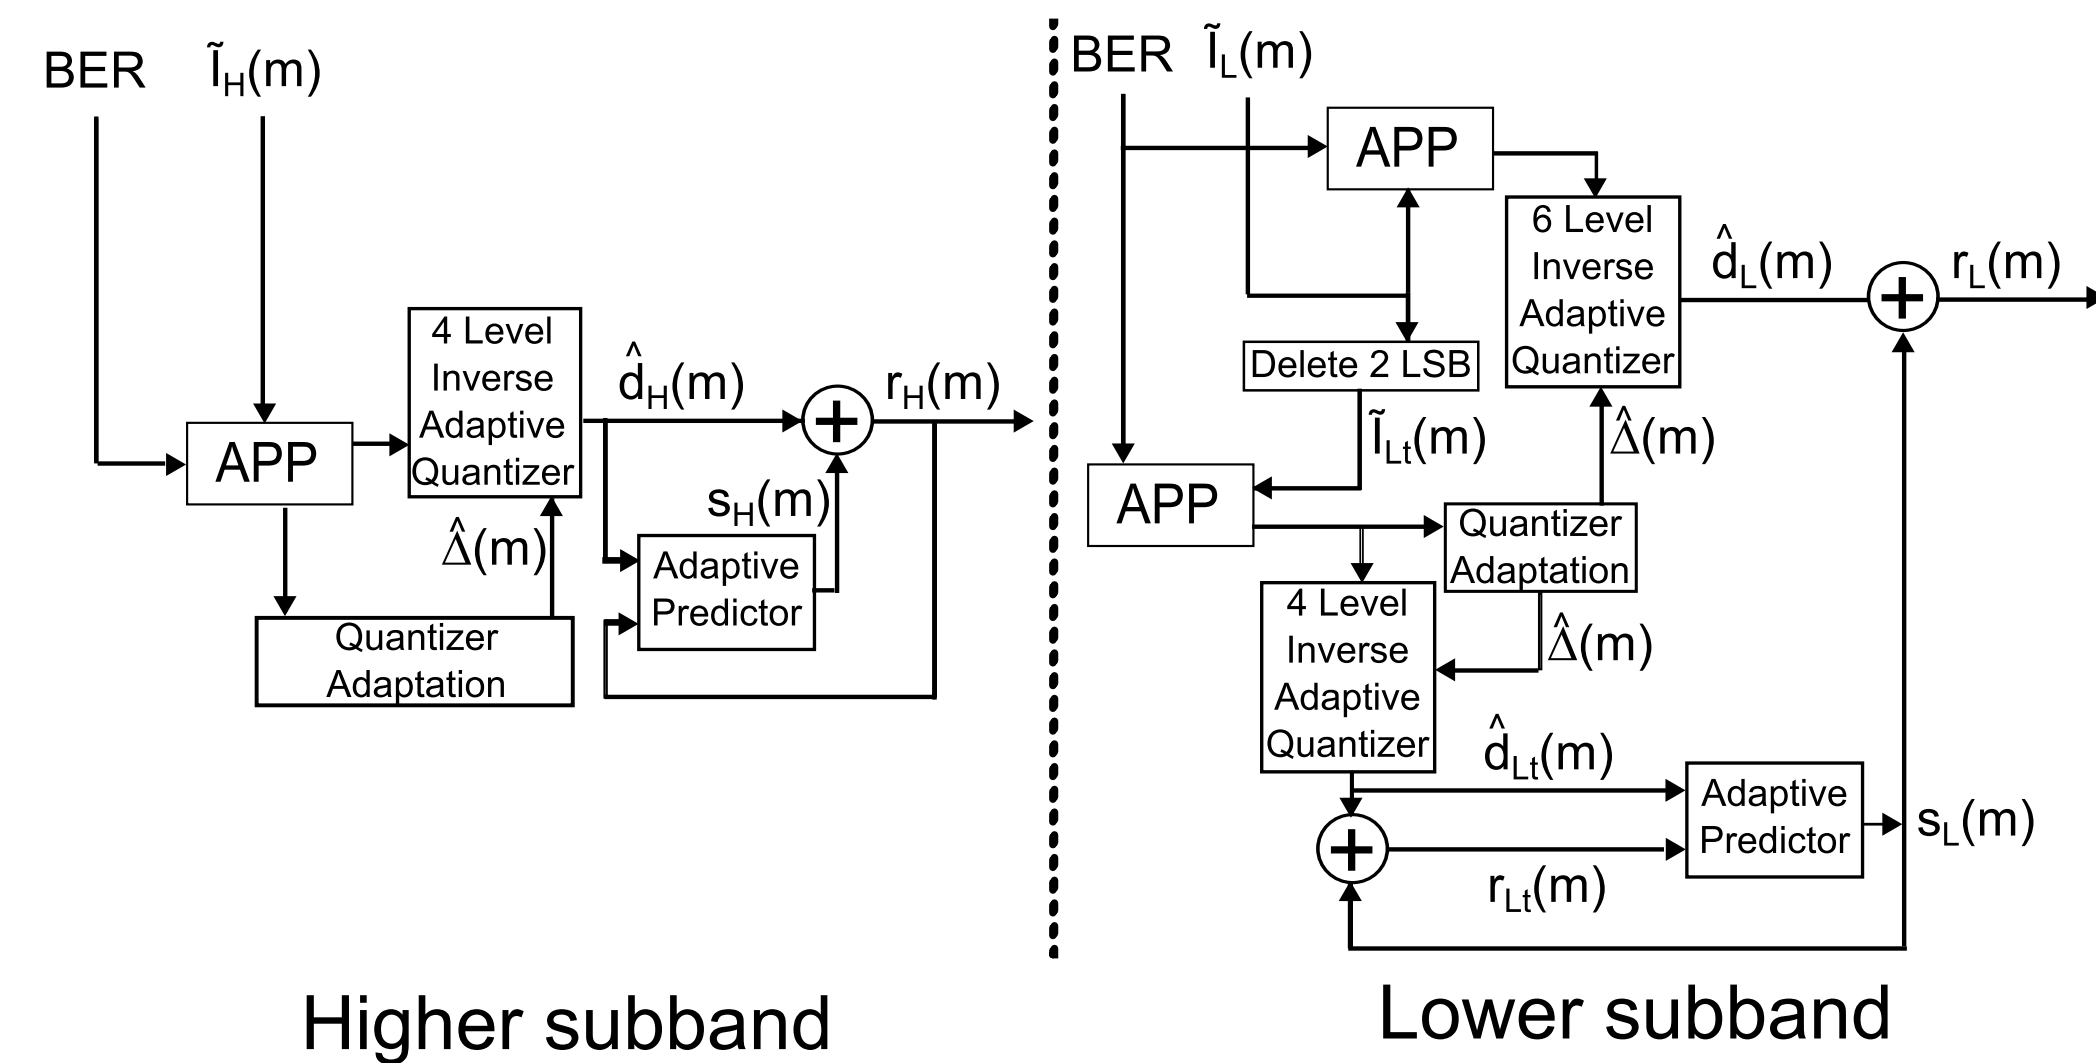 BER
Ĩ_H(m)
APP
4 Level
Inverse
Adaptive
Quantizer
Δ̂(m)
Quantizer
Adaptation
d̂_H(m)
s_H(m)
Adaptive
Predictor
+
r_H(m)
Higher subband
BER
Ĩ_L(m)
APP
6 Level
Inverse
Adaptive
Quantizer
d̂_L(m)
+
r_L(m)
Delete 2 LSB
Ĩ_Lt(m)
Δ̂(m)
APP
Quantizer
Adaptation
Δ̂(m)
4 Level
Inverse
Adaptive
Quantizer
d̂_Lt(m)
+
r_Lt(m)
Adaptive
Predictor
s_L(m)
Lower subband